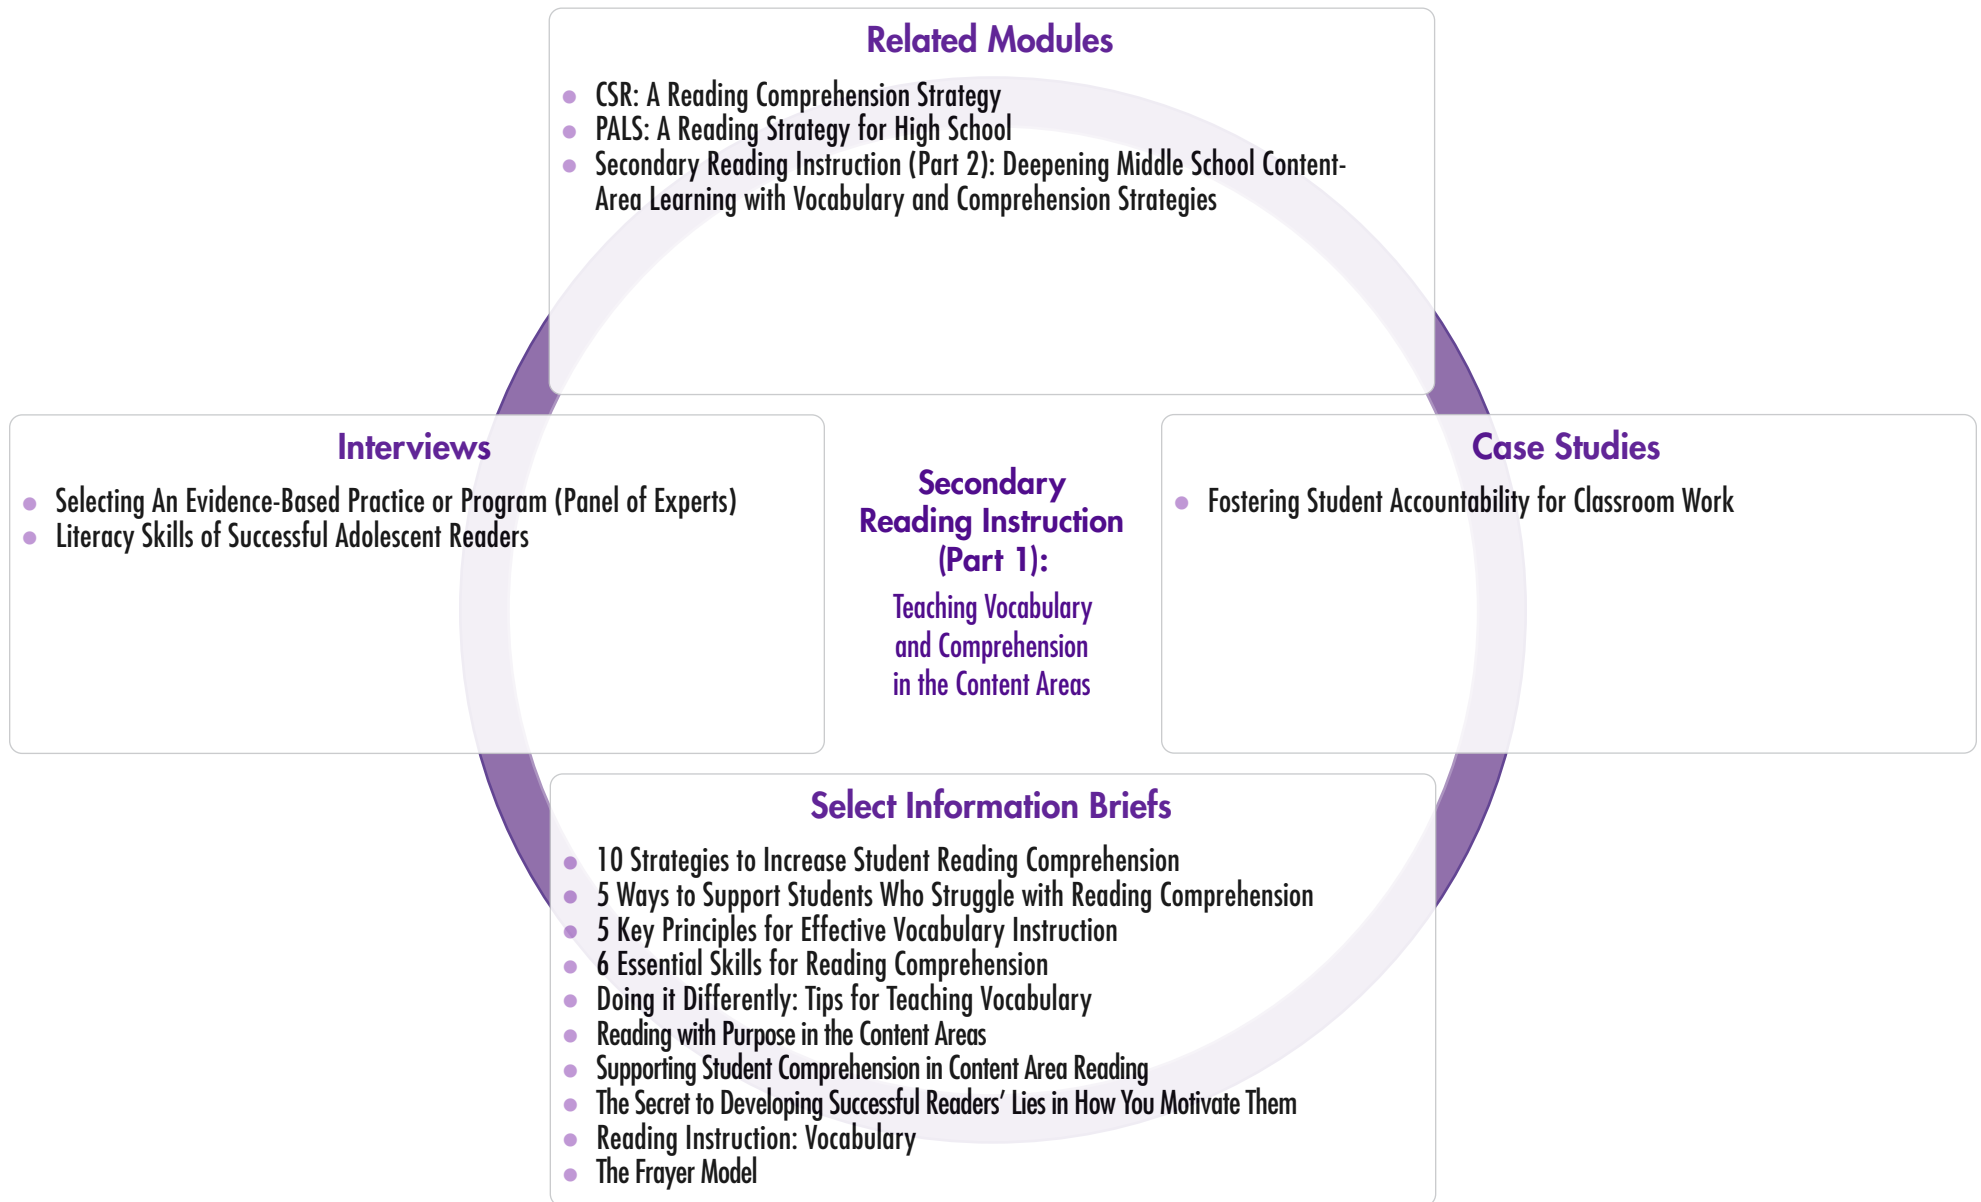 Related Modules
CSR: A Reading Comprehension Strategy
PALS: A Reading Strategy for High School
Secondary Reading Instruction (Part 2): Deepening Middle School Content-
Area Learning with Vocabulary and Comprehension Strategies
Interviews
Selecting An Evidence-Based Practice or Program (Panel of Experts)
Literacy Skills of Successful Adolescent Readers
Secondary
Reading Instruction
(Part 1):
Teaching Vocabulary
and Comprehension
in the Content Areas
Case Studies
Fostering Student Accountability for Classroom Work
Select Information Briefs
10 Strategies to Increase Student Reading Comprehension
5 Ways to Support Students Who Struggle with Reading Comprehension
5 Key Principles for Effective Vocabulary Instruction
6 Essential Skills for Reading Comprehension
Doing it Differently: Tips for Teaching Vocabulary
Reading with Purpose in the Content Areas
Supporting Student Comprehension in Content Area Reading
The Secret to Developing Successful Readers’ Lies in How You Motivate Them
Reading Instruction: Vocabulary
The Frayer Model